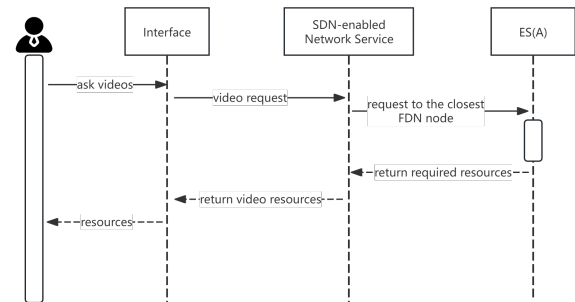 Interface
SDN-enabled
Network Service
ES(A)
ask videos
video request
request to the closest
FDN node
return required resources
return video resources
resources